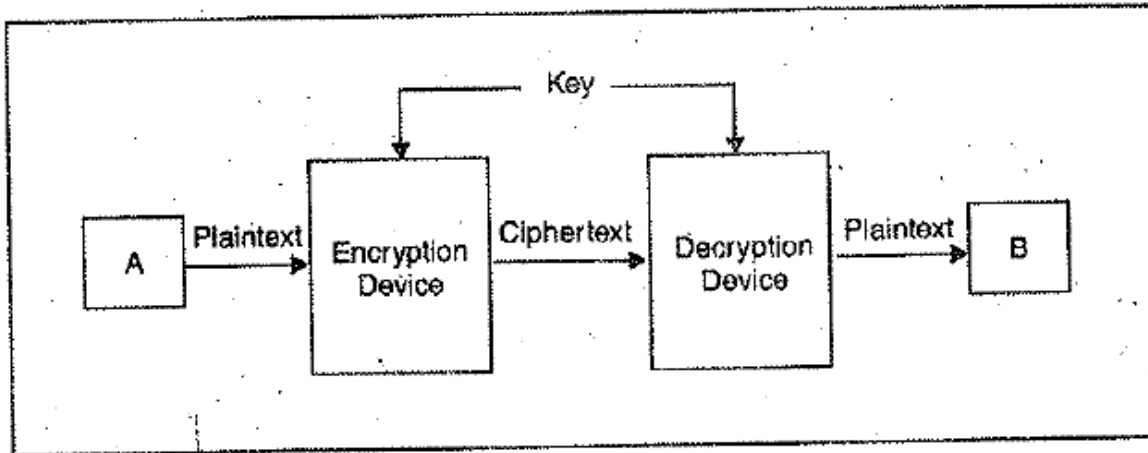 Key
A
Plaintext
Encryption
Device
Ciphertext
Decryption
Device
Plaintext
B